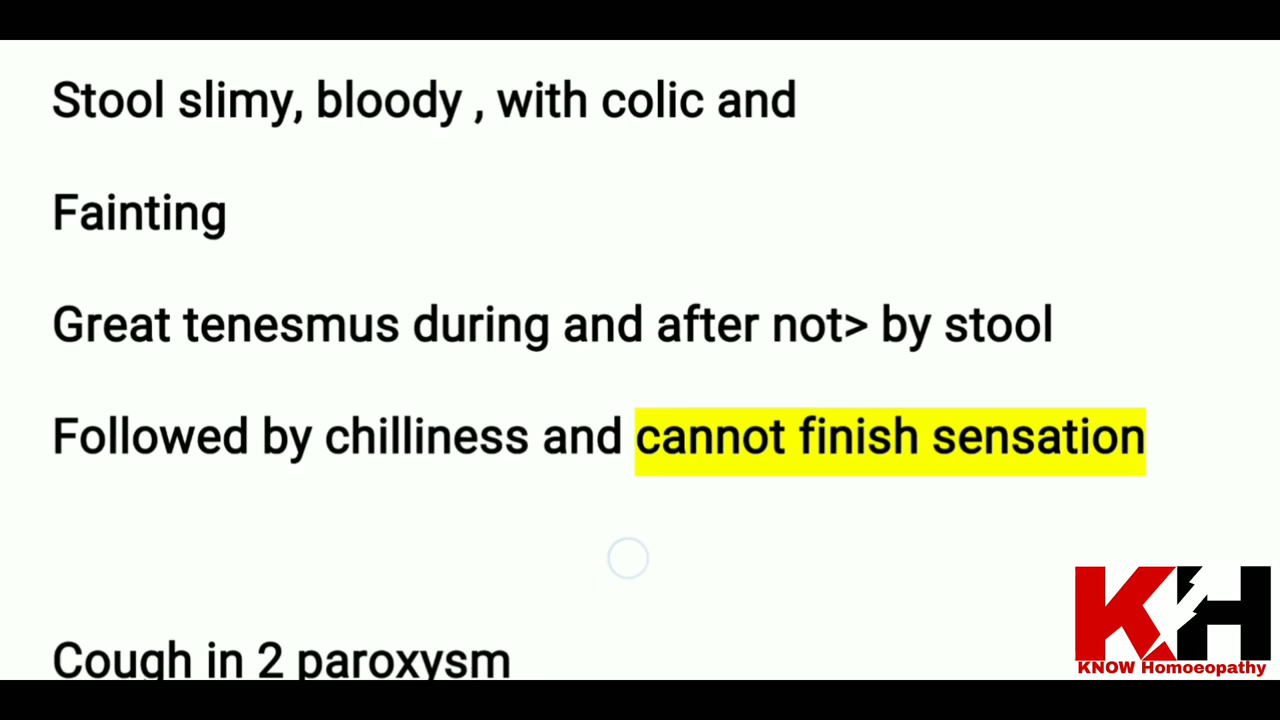 Stool slimy, bloody , with colic and
Fainting
Great tenesmus during and after not> by stool
Followed by chilliness and cannot finish sensation
Cough in 2 paroxysm
KH
KNOW Homoeopathy